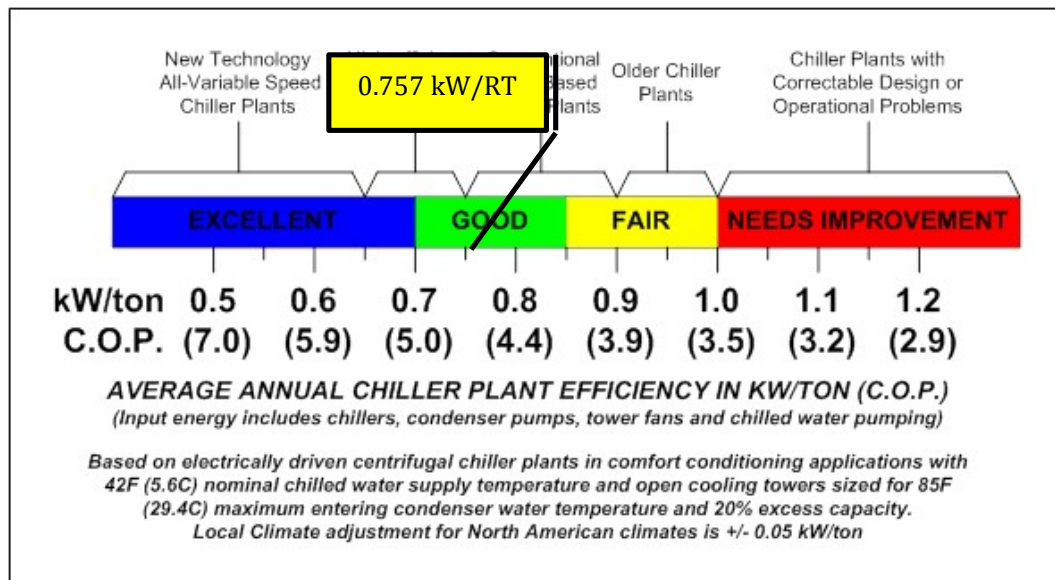 New Technology
All-Variable Speed
Chiller Plants
0.757 kW/RT
Older Chiller
Plants
Chiller Plants with
Correctable Design or
Operational Problems
EXCELLENT GOOD FAIR NEEDS IMPROVEMENT
kW/ton 0.5 0.6 0.7 0.8 0.9 1.0 1.1 1.2
C.O.P. (7.0) (5.9) (5.0) (4.4) (3.9) (3.5) (3.2) (2.9)
AVERAGE ANNUAL CHILLER PLANT EFFICIENCY IN KW/TON (C.O.P.)
(Input energy includes chillers, condenser pumps, tower fans and chilled water pumping)
Based on electrically driven centrifugal chiller plants in comfort conditioning applications with
42F (5.6C) nominal chilled water supply temperature and open cooling towers sized for 85F
(29.4C) maximum entering condenser water temperature and 20% excess capacity.
Local Climate adjustment for North American climates is +/- 0.05 kW/ton